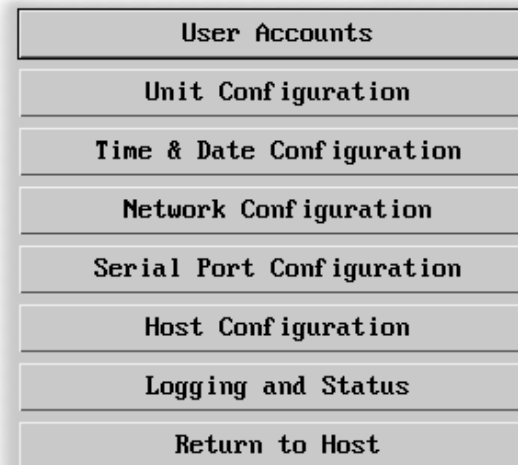 User Accounts
Unit Configuration
Time & Date Configuration
Network Configuration
Serial Port Configuration
Host Configuration
Logging and Status
Return to Host